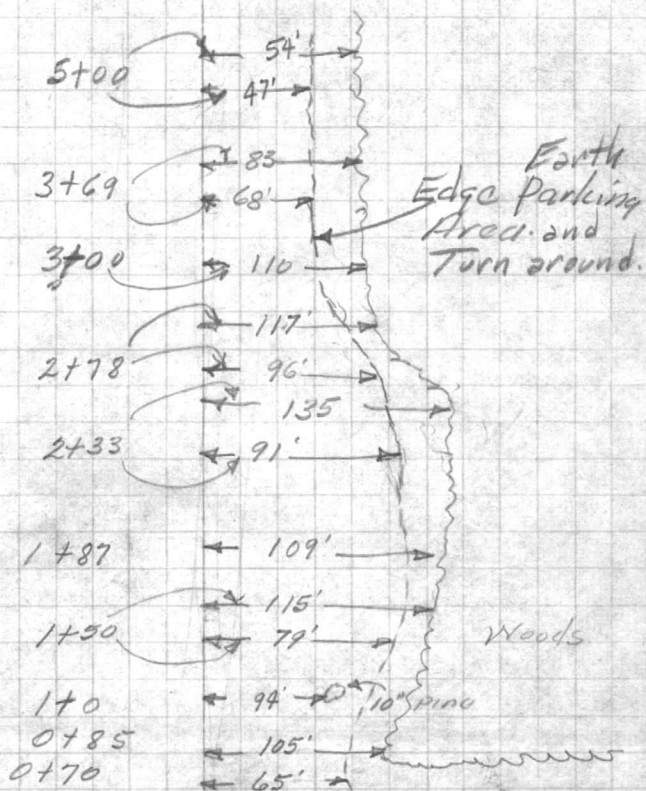 54'
5+00
47'
83 Earth
3+69 Edge Parking
68' Area and
3+00 110 Turn around.
117'
2+78 96'
135
2+33 91'
1+87 109'
115'
1+50 79' Woods
1+0 94' 10" pine
0+85 105'
0+70 65'